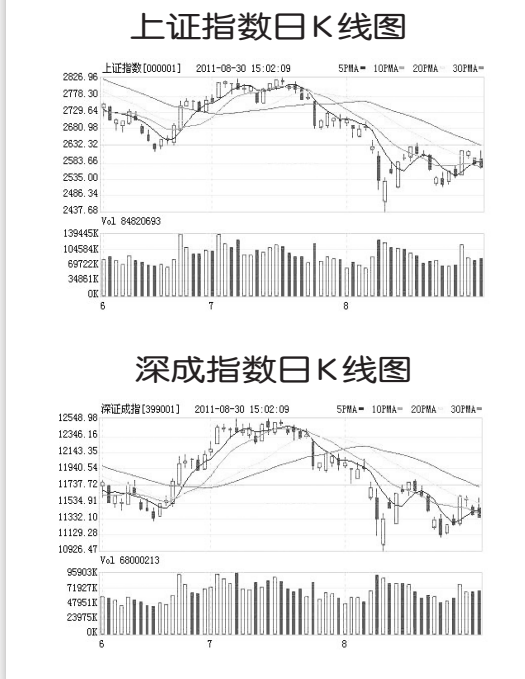 上证指数日K线图
上证指数[000001] 2011-08-30 15:02:09 5PMA= 10PMA= 20PMA 30PMA=
2826.96
2778.30
2729.64
2680.98
2632.32
2583.66
2535.00
2486.34
2437.68
Vol 84820693
139445K
104584K
69722K
34861K
0K
6 7 8
深成指数日K线图
深证成指[399001] 2011-08-30 15:02:09 5PMA= 10PMA= 20PMA 30PMA=
12548.98
12346.16
12143.35
11940.54
11737.72
11534.91
11332.10
11129.28
10926.47
Vol 68000213
95903K
71927K
47951K
23975K
0K
6 7 8